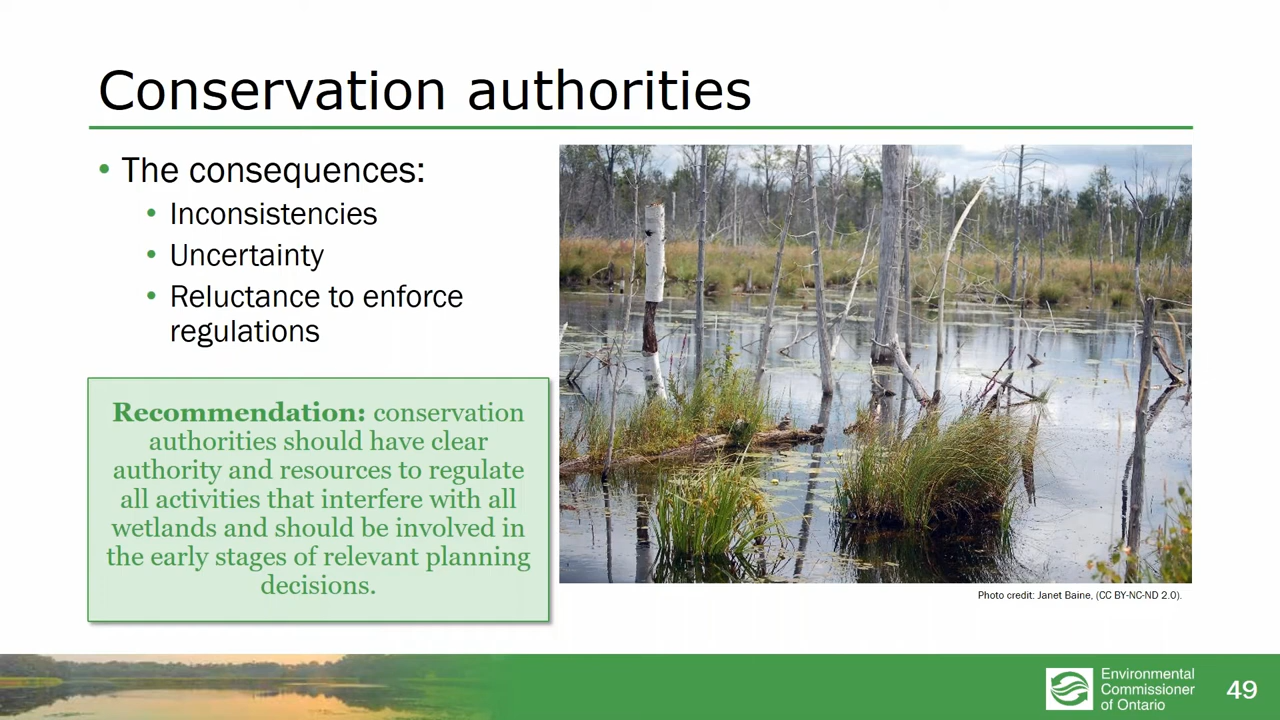 Conservation authorities
• The consequences:
• Inconsistencies
• Uncertainty
• Reluctance to enforce
regulations
Recommendation: conservation
authorities should have clear
authority and resources to regulate
all activities that interfere with all
wetlands and should be involved in
the early stages of relevant planning
decisions.
Photo credit: Janet Baine, (CC BY-NC-ND 2.0).
Environmental
Commissioner
of Ontario
49